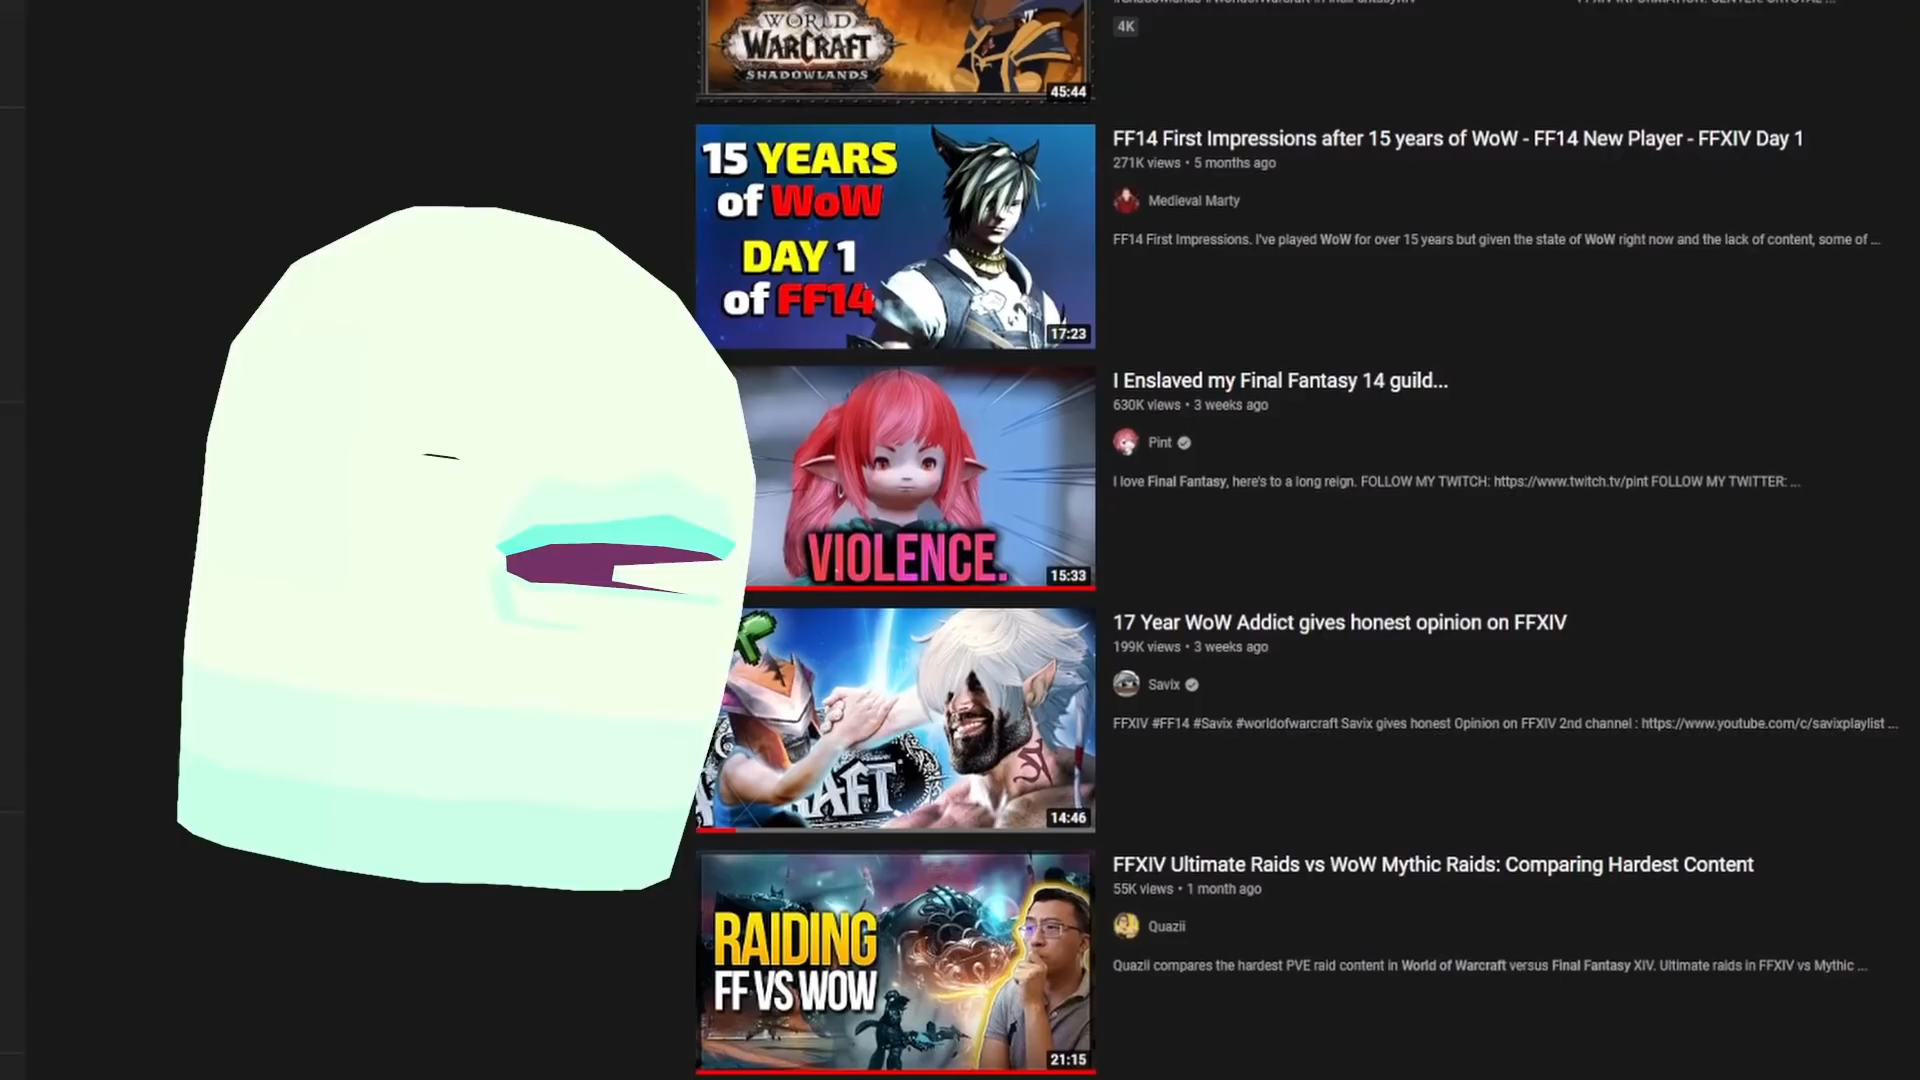 WORLD
WARCRAFT
SHADOWLANDS
45:44
4K
15 YEARS
of WoW
DAY 1
of FF14
17:23
FF14 First Impressions after 15 years of WoW - FF14 New Player - FFXIV Day 1
271K views • 5 months ago
Medieval Marty
FF14 First Impressions. I've played WoW for over 15 years but given the state of WoW right now and the lack of content, some of ...
VIOLENCE.
15:33
I Enslaved my Final Fantasy 14 guild...
630K views • 3 weeks ago
Pint
I love Final Fantasy, here's to a long reign. FOLLOW MY TWITCH: https://www.twitch.tv/pint FOLLOW MY TWITTER: ...
14:46
17 Year WoW Addict gives honest opinion on FFXIV
199K views • 3 weeks ago
Savix
FFXIV #FF14 #Savix #worldofwarcraft Savix gives honest Opinion on FFXIV 2nd channel : https://www.youtube.com/c/savixplaylist ...
RAIDING
FF VS WOW
21:15
FFXIV Ultimate Raids vs WoW Mythic Raids: Comparing Hardest Content
55K views • 1 month ago
Quazii
Quazii compares the hardest PVE raid content in World of Warcraft versus Final Fantasy XIV. Ultimate raids in FFXIV vs Mythic ...